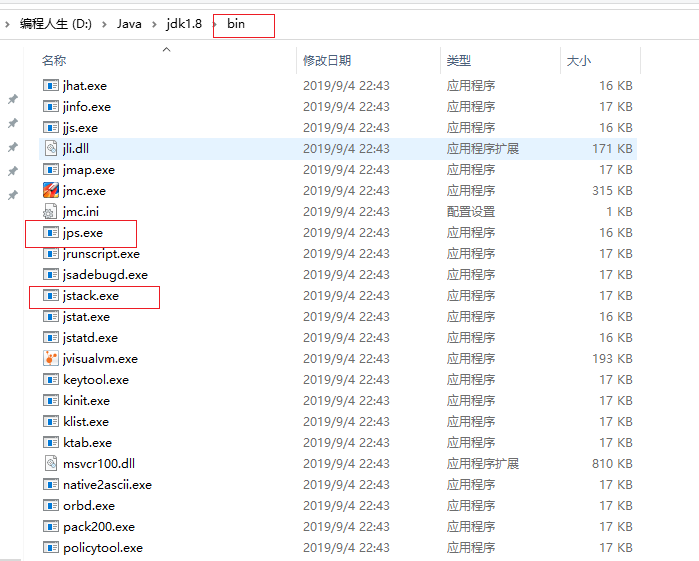 编程人生 (D:) > Java > jdk1.8 > bin
名称 修改日期 类型 大小
jhat.exe 2019/9/4 22:43 应用程序 16 KB
jinfo.exe 2019/9/4 22:43 应用程序 17 KB
jjs.exe 2019/9/4 22:43 应用程序 16 KB
jli.dll 2019/9/4 22:43 应用程序扩展 171 KB
jmap.exe 2019/9/4 22:43 应用程序 17 KB
jmc.exe 2019/9/4 22:43 应用程序 315 KB
jmc.ini 2019/9/4 22:43 配置设置 1 KB
jps.exe 2019/9/4 22:43 应用程序 16 KB
jrunscript.exe 2019/9/4 22:43 应用程序 17 KB
jsadebugd.exe 2019/9/4 22:43 应用程序 17 KB
jstack.exe 2019/9/4 22:43 应用程序 17 KB
jstat.exe 2019/9/4 22:43 应用程序 16 KB
jstatd.exe 2019/9/4 22:43 应用程序 16 KB
jvisualvm.exe 2019/9/4 22:43 应用程序 193 KB
keytool.exe 2019/9/4 22:43 应用程序 17 KB
kinit.exe 2019/9/4 22:43 应用程序 17 KB
klist.exe 2019/9/4 22:43 应用程序 17 KB
ktab.exe 2019/9/4 22:43 应用程序 17 KB
msvcr100.dll 2019/9/4 22:43 应用程序扩展 810 KB
native2ascii.exe 2019/9/4 22:43 应用程序 17 KB
orbd.exe 2019/9/4 22:43 应用程序 17 KB
pack200.exe 2019/9/4 22:43 应用程序 17 KB
policytool.exe 2019/9/4 22:43 应用程序 17 KB